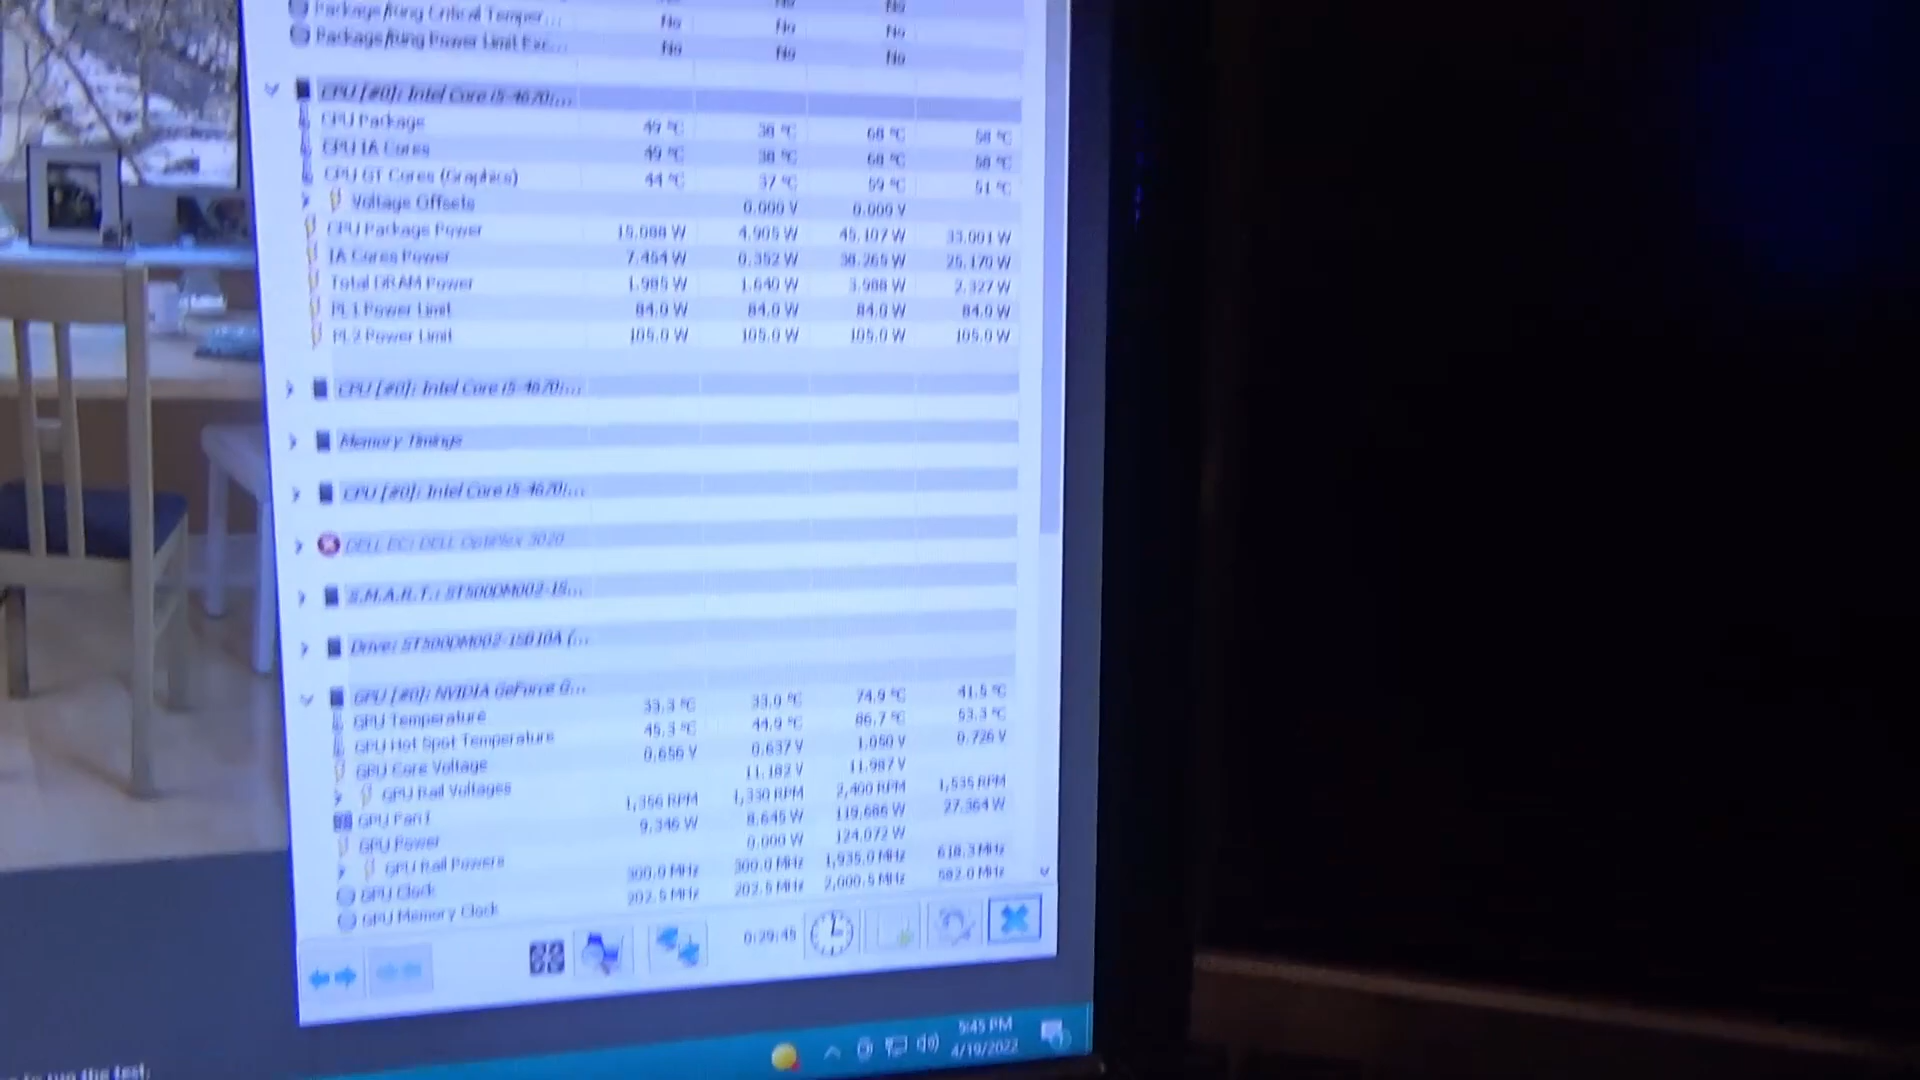 Package/Ring Critical Temper... No No No
Package/Ring Power Limit Exc... No No No
CPU [#0]: Intel Core i5-4670:...
CPU Package 49 °C 38 °C 68 °C 58 °C
CPU IA Cores 49 °C 38 °C 68 °C 58 °C
CPU GT Cores (Graphics) 44 °C 37 °C 59 °C 51 °C
Voltage Offsets 0.000 V 0.000 V
CPU Package Power 15.088 W 4.905 W 45.107 W 33.001 W
IA Cores Power 7.454 W 0.352 W 36.265 W 25.170 W
Total DRAM Power 1.985 W 1.640 W 3.988 W 2.327 W
PL1 Power Limit 84.0 W 84.0 W 84.0 W 84.0 W
PL2 Power Limit 105.0 W 105.0 W 105.0 W 105.0 W
CPU [#0]: Intel Core i5-4670:...
Memory Timings
CPU [#0]: Intel Core i5-4670:...
DELL EC: DELL OptiPlex 3020
S.M.A.R.T.: ST500DM002-1B...
Drive: ST500DM002-1BD10A (...
GPU [#0]: NVIDIA GeForce G...
GPU Temperature 33.3 °C 33.0 °C 74.9 °C 41.5 °C
GPU Hot Spot Temperature 45.3 °C 44.9 °C 86.7 °C 53.3 °C
GPU Core Voltage 0.656 V 0.637 V 1.050 V 0.726 V
GPU Rail Voltages 11.182 V 11.987 V
GPU Fan1 1,356 RPM 1,330 RPM 2,400 RPM 1,535 RPM
GPU Power 9.346 W 8.645 W 119.686 W 27.364 W
GPU Rail Powers 0.000 W 124.072 W
GPU Clock 300.0 MHz 300.0 MHz 1,935.0 MHz 618.3 MHz
GPU Memory Clock 202.5 MHz 202.5 MHz 2,000.5 MHz 582.0 MHz
0:29:45
5:45 PM
4/19/2022
to run the test.